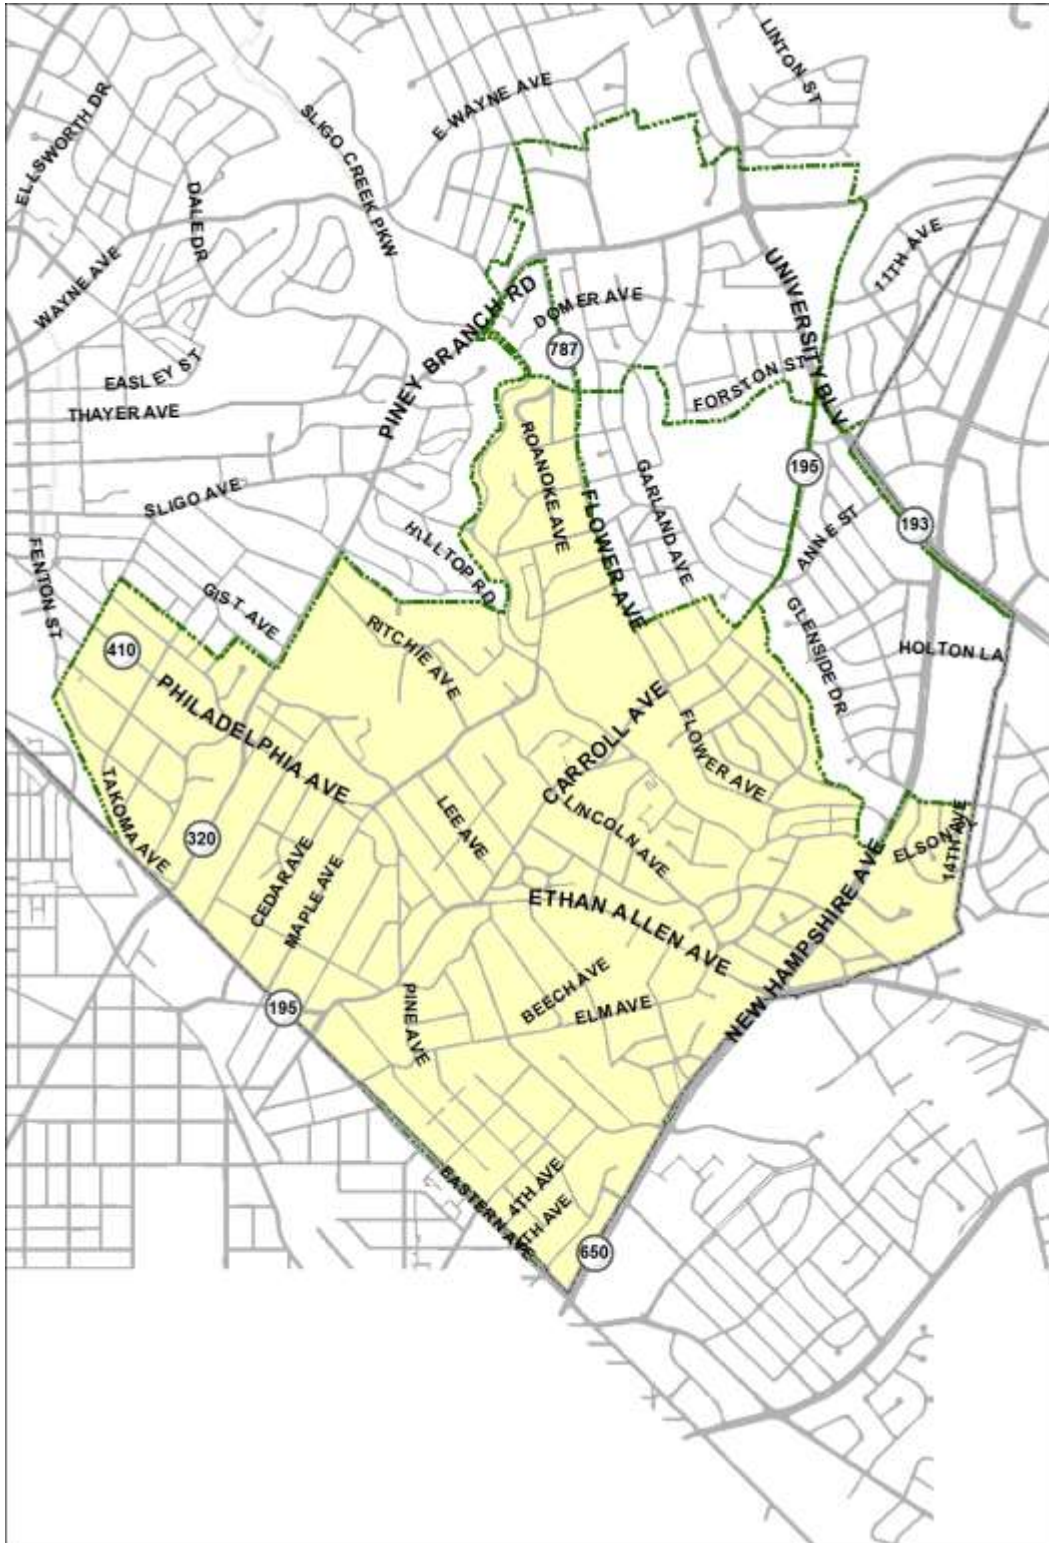 LINTON ST
ELLSWORTH DR
SLIGO CREEK PKW
E WAYNE AVE
DALE DR
11TH AVE
WAYNE AVE
UNIVERSITY BLV
PINEY BRANCH RD
DOMER AVE
787
EASLEY ST
FORSTON ST
THAYER AVE
ROANOKE AVE
GARLAND AVE
195
SLIGO AVE
FLOWER AVE
ANNE ST
193
HILLTOP RD
FENTON ST
GIST AVE
GLENSIDE DR
RITCHIE AVE
410
HOLTON LA
PHILADELPHIA AVE
CARROLL AVE
FLOWER AVE
TAKOMA AVE
LEE AVE
LINCOLN AVE
320
ELSON
14TH AVE
CEDAR AVE
MAPLE AVE
ETHAN ALLEN AVE
NEW HAMPSHIRE AVE
BEECH AVE
195
PINE AVE
ELM AVE
4TH AVE
EASTERN AVE
TH AVE
650